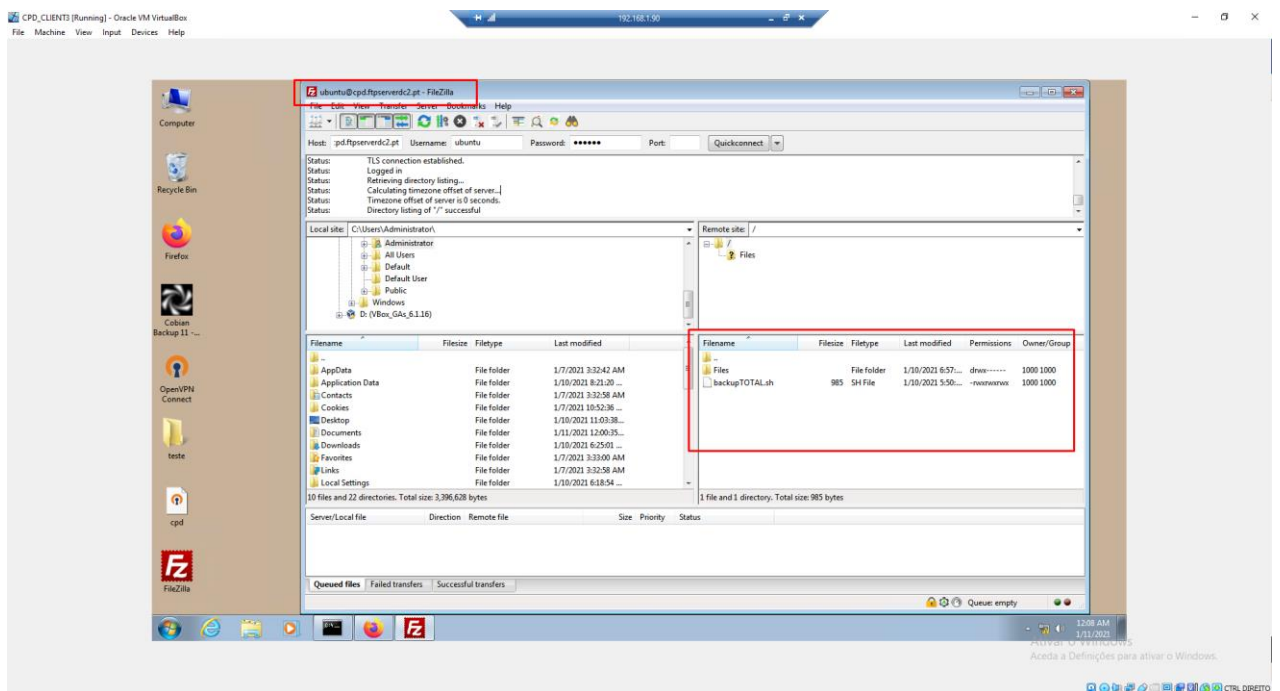 CPD_CLIENT3 [Running] - Oracle VM VirtualBox
192.168.1.90
File Machine View Input Devices Help
Computer
Recycle Bin
Firefox
Cobian
Backup 11 -...
OpenVPN
Connect
teste
cpd
FileZilla
ubuntu@cpd.ftpserverdc2.pt - FileZilla
File Edit View Transfer Server Bookmarks Help
Host: :pd.ftpserverdc2.pt Username: ubuntu Password: ●●●●●● Port: Quickconnect
Status: TLS connection established.
Status: Logged in
Status: Retrieving directory listing...
Status: Calculating timezone offset of server...
Status: Timezone offset of server is 0 seconds.
Status: Directory listing of "/" successful
Local site: C:\Users\Administrator\
Administrator
All Users
Default
Default User
Public
Windows
D: (VBox_GAs_6.1.16)
Remote site: /
/
Files
Filename Filesize Filetype Last modified
..
AppData File folder 1/7/2021 3:32:42 AM
Application Data File folder 1/10/2021 8:21:20 ...
Contacts File folder 1/7/2021 3:32:58 AM
Cookies File folder 1/7/2021 10:52:36 ...
Desktop File folder 1/10/2021 11:03:38...
Documents File folder 1/11/2021 12:00:35...
Downloads File folder 1/10/2021 6:25:01 ...
Favorites File folder 1/7/2021 3:33:00 AM
Links File folder 1/7/2021 3:32:58 AM
Local Settings File folder 1/10/2021 6:18:54 ...
10 files and 22 directories. Total size: 3,396,628 bytes
Filename Filesize Filetype Last modified Permissions Owner/Group
..
Files File folder 1/10/2021 6:57:... drwx------ 1000 1000
backupTOTAL.sh 985 SH File 1/10/2021 5:50:... -rwxrwxrwx 1000 1000
1 file and 1 directory. Total size: 985 bytes
Server/Local file Direction Remote file Size Priority Status
Queued files Failed transfers Successful transfers
Queue: empty
12:08 AM
1/11/2021
Ativar o Windows
Aceda a Definições para ativar o Windows.
CTRL DIREITO